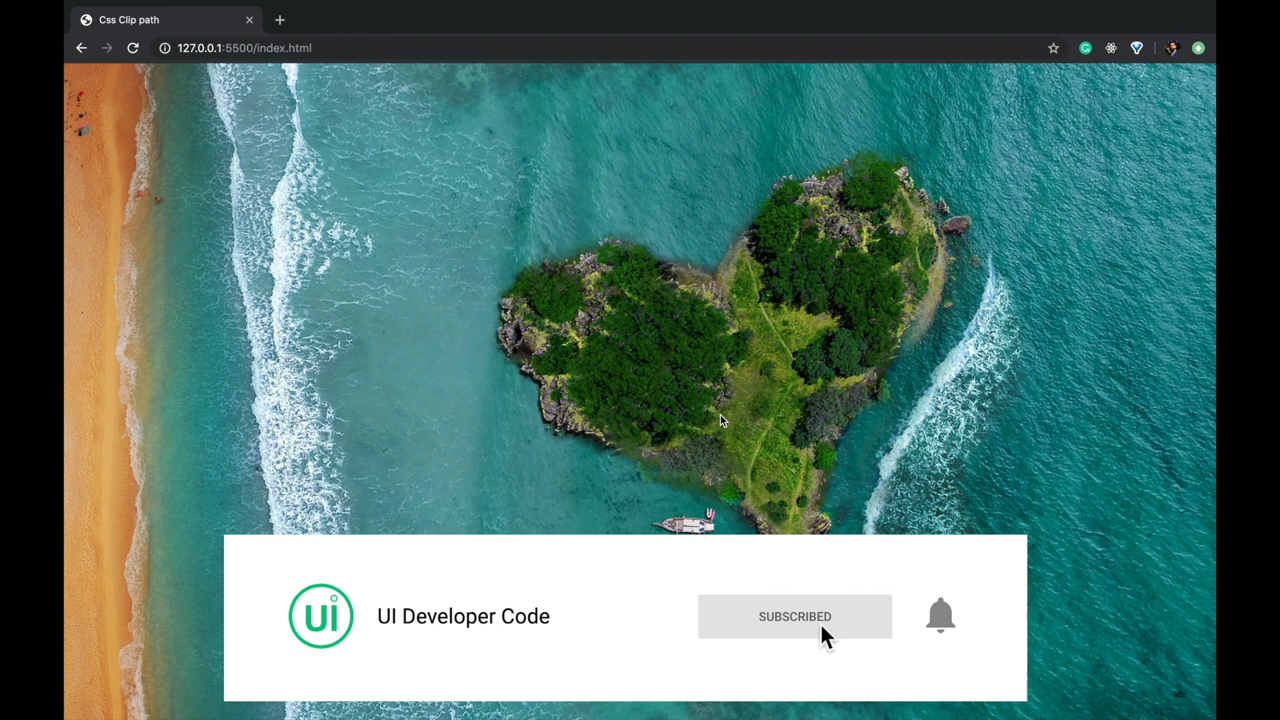 Css Clip path
127.0.0.1:5500/index.html
Ui
UI Developer Code
SUBSCRIBED